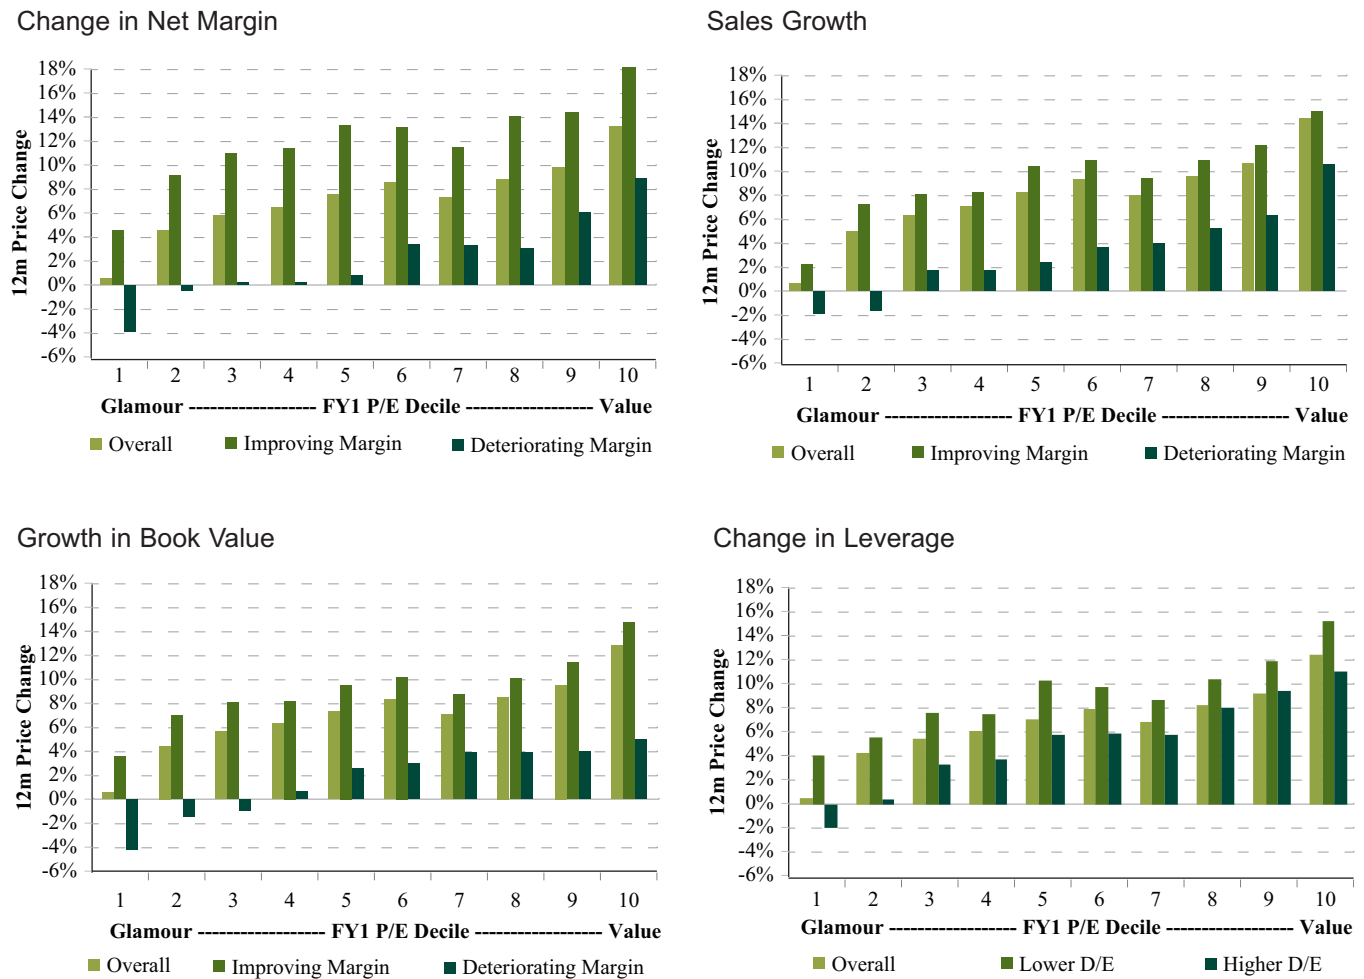 Change in Net Margin
12m Price Change
18%
16%
14%
12%
10%
8%
6%
4%
2%
0%
-2%
-4%
-6%
1 2 3 4 5 6 7 8 9 10
Glamour ------------------ FY1 P/E Decile ------------------ Value
Overall Improving Margin Deteriorating Margin
Sales Growth
12m Price Change
18%
16%
14%
12%
10%
8%
6%
4%
2%
0%
-2%
-4%
-6%
1 2 3 4 5 6 7 8 9 10
Glamour ------------------ FY1 P/E Decile ------------------ Value
Overall Improving Margin Deteriorating Margin
Growth in Book Value
12m Price Change
18%
16%
14%
12%
10%
8%
6%
4%
2%
0%
-2%
-4%
-6%
1 2 3 4 5 6 7 8 9 10
Glamour ------------------ FY1 P/E Decile ------------------ Value
Overall Improving Margin Deteriorating Margin
Change in Leverage
12m Price Change
18%
16%
14%
12%
10%
8%
6%
4%
2%
0%
-2%
-4%
-6%
1 2 3 4 5 6 7 8 9 10
Glamour ------------------ FY1 P/E Decile ------------------ Value
Overall Lower D/E Higher D/E